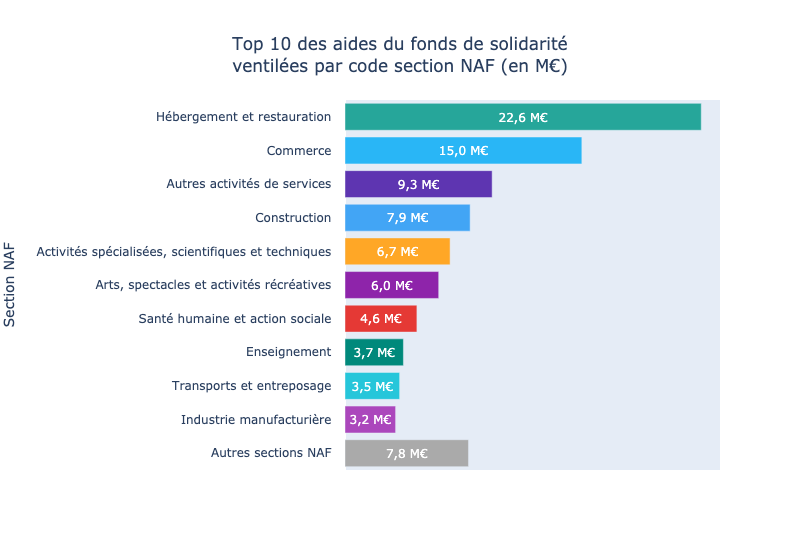 Top 10 des aides du fonds de solidarité
ventilées par code section NAF (en M€)
Section NAF
Hébergement et restauration 22,6 M€
Commerce 15,0 M€
Autres activités de services 9,3 M€
Construction 7,9 M€
Activités spécialisées, scientifiques et techniques 6,7 M€
Arts, spectacles et activités récréatives 6,0 M€
Santé humaine et action sociale 4,6 M€
Enseignement 3,7 M€
Transports et entreposage 3,5 M€
Industrie manufacturière 3,2 M€
Autres sections NAF 7,8 M€